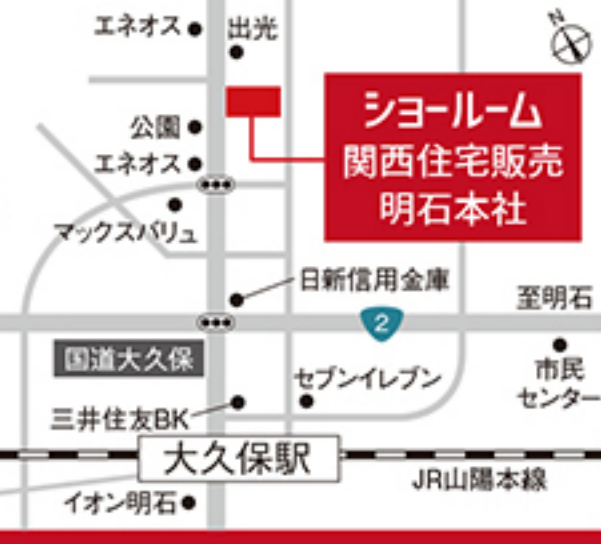 エネオス
出光
N
ショールーム
関西住宅販売
明石本社
公園
エネオス
マックスバリュ
日新信用金庫
至明石
2
国道大久保
市民
センター
セブンイレブン
三井住友BK
大久保駅
JR山陽本線
イオン明石